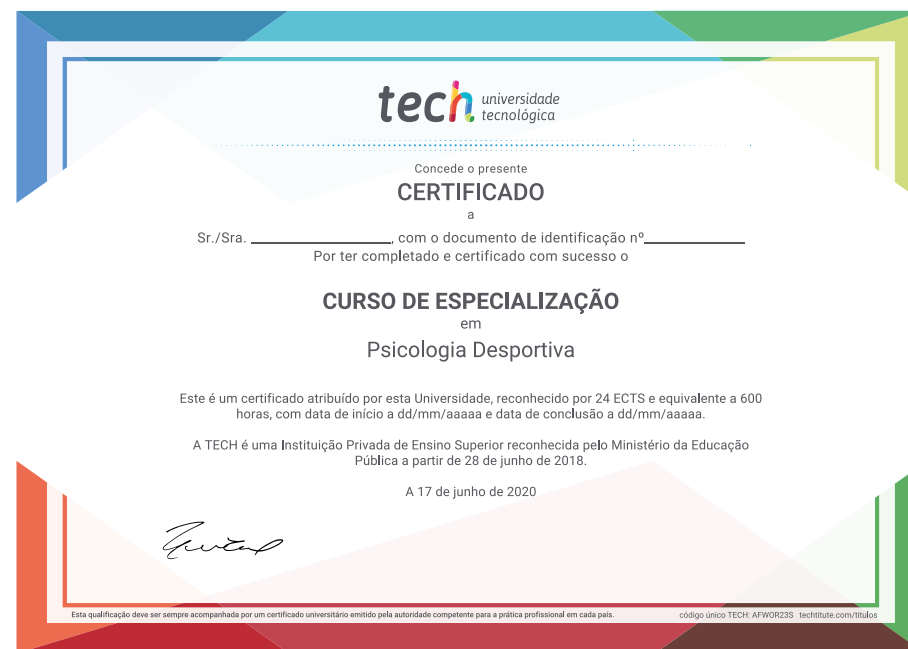 tech universidade
tecnológica
Concede o presente
CERTIFICADO
a
Sr./Sra. ____________________, com o documento de identificação nº______________
Por ter completado e certificado com sucesso o
CURSO DE ESPECIALIZAÇÃO
em
Psicologia Desportiva
Este é um certificado atribuído por esta Universidade, reconhecido por 24 ECTS e equivalente a 600
horas, com data de início a dd/mm/aaaaa e data de conclusão a dd/mm/aaaaa.
A TECH é uma Instituição Privada de Ensino Superior reconhecida pelo Ministério da Educação
Pública a partir de 28 de junho de 2018.
A 17 de junho de 2020
Esta qualificação deve ser sempre acompanhada por um certificado universitário emitido pela autoridade competente para a prática profissional em cada país. código único TECH: AFWOR23S techtitute.com/titulos